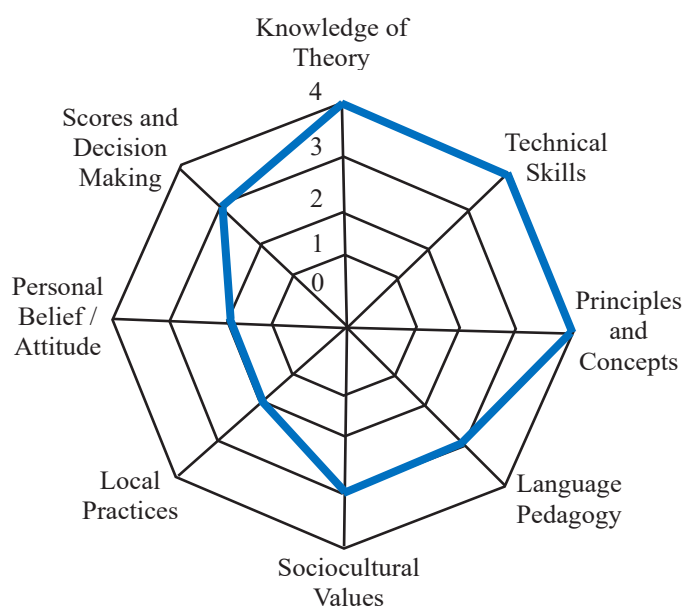 Knowledge of
Theory
4
3
2
1
0
Technical
Skills
Principles
and
Concepts
Language
Pedagogy
Sociocultural
Values
Local
Practices
Personal
Belief /
Attitude
Scores and
Decision
Making